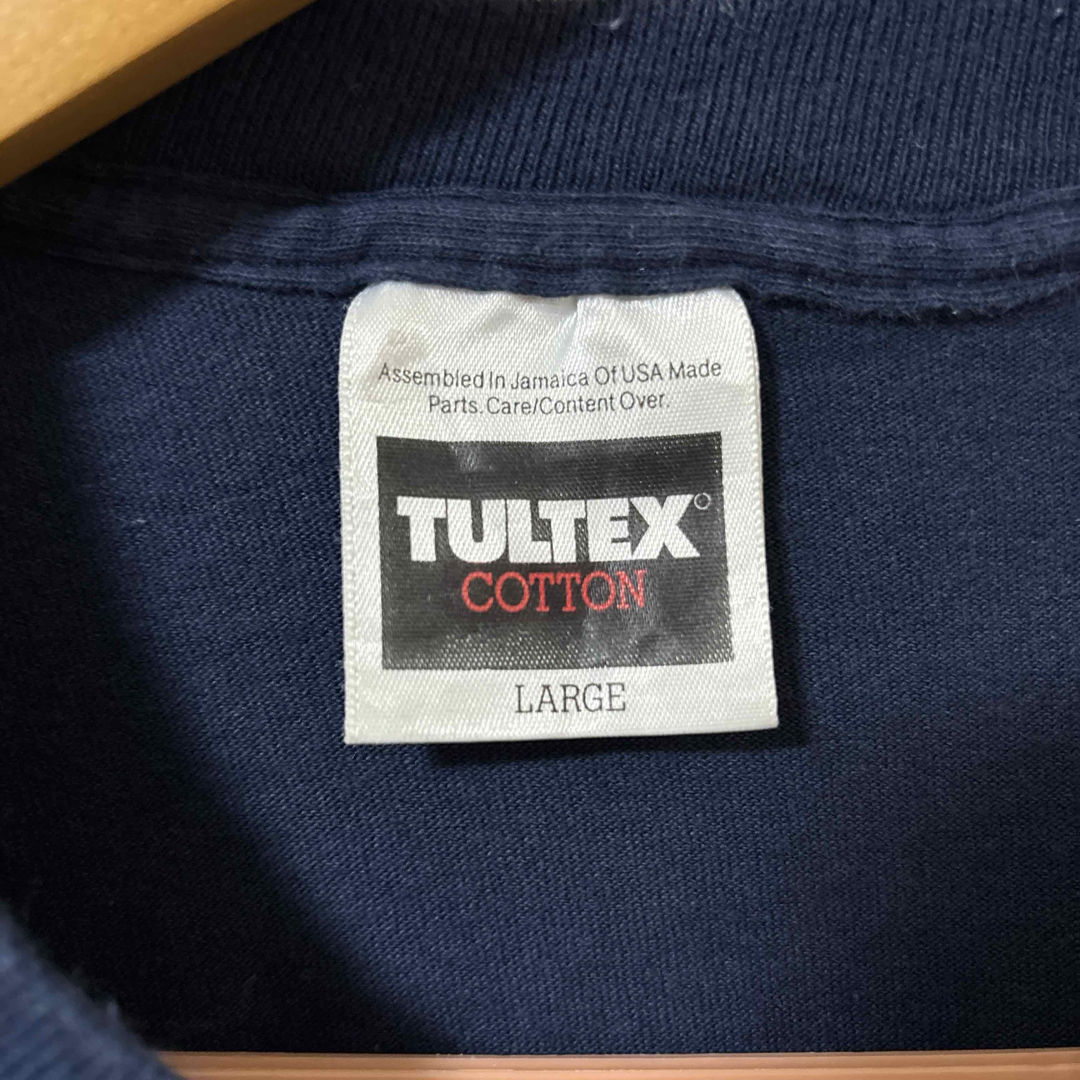 Assembled In Jamaica Of USA Made
Parts. Care/Content Over.
TULTEX
COTTON
LARGE